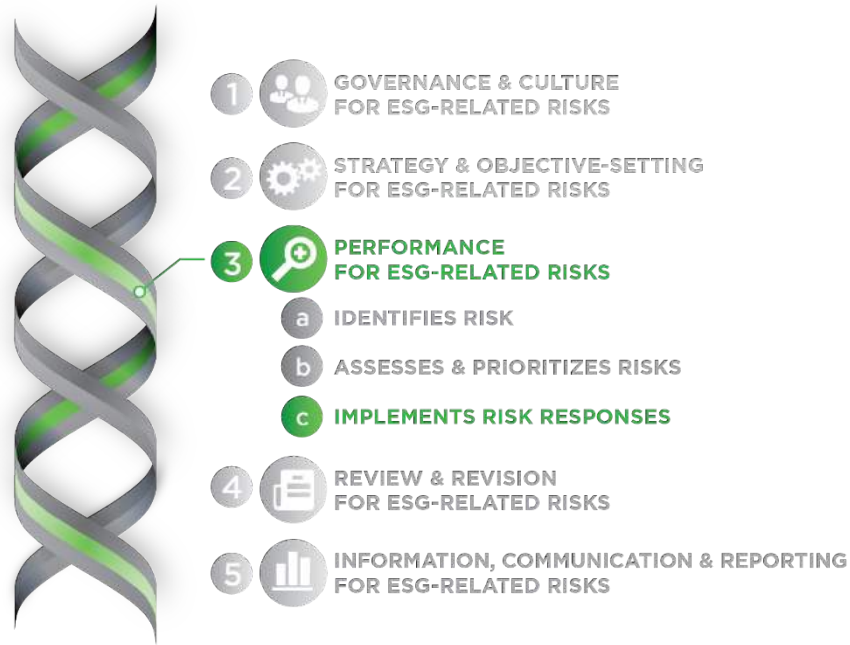 1
GOVERNANCE & CULTURE
FOR ESG-RELATED RISKS
2
STRATEGY & OBJECTIVE-SETTING
FOR ESG-RELATED RISKS
3
PERFORMANCE
FOR ESG-RELATED RISKS
a IDENTIFIES RISK
b ASSESSES & PRiORITIZES RISKS
c IMPLEMENTS RISK RESPONSES
4
REVIEW & REVISION
FOR ESG-RELATED RISKS
5
INFORMATION, COMMUNICATION & REPORTING
FOR ESG-RELATED RISKS